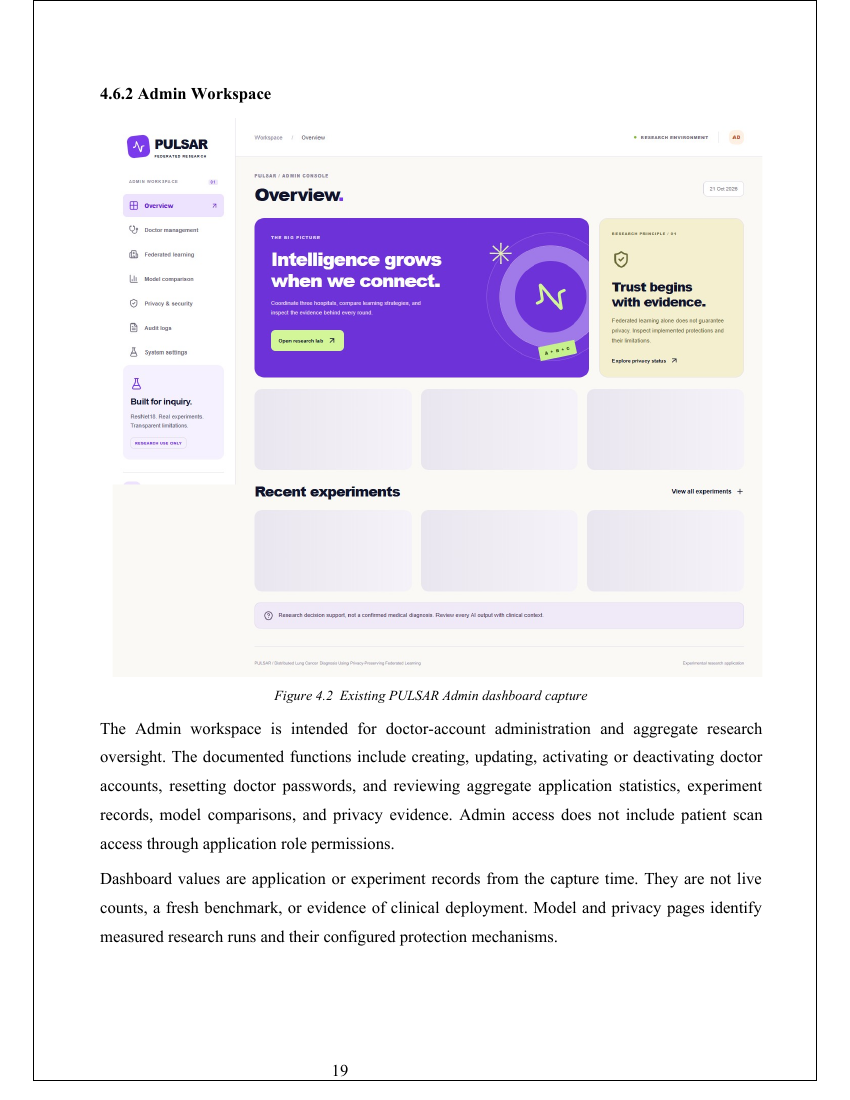 4.6.2 Admin Workspace
PULSAR
FEDERATED RESEARCH
ADMIN WORKSPACE
01
Overview
Doctor management
Federated learning
Model comparison
Privacy & security
Audit logs
System settings
Built for inquiry.
ResNet18. Real experiments.
Transparent limitations.
RESEARCH USE ONLY
Workspace / Overview
RESEARCH ENVIRONMENT
AD
PULSAR / ADMIN CONSOLE
Overview.
21 Oct 2026
THE BIG PICTURE
Intelligence grows
when we connect.
Coordinate three hospitals, compare learning strategies, and
inspect the evidence behind every round.
Open research lab
A + B + C
RESEARCH PRINCIPLE / 01
Trust begins
with evidence.
Federated learning alone does not guarantee
privacy. Inspect implemented protections and
their limitations.
Explore privacy status
Recent experiments
View all experiments +
Research decision support, not a confirmed medical diagnosis. Review every AI output with clinical context.
PULSAR / Distributed Lung Cancer Diagnosis Using Privacy-Preserving Federated Learning
Experimental research application
Figure 4.2 Existing PULSAR Admin dashboard capture
The Admin workspace is intended for doctor-account administration and aggregate research
oversight. The documented functions include creating, updating, activating or deactivating doctor
accounts, resetting doctor passwords, and reviewing aggregate application statistics, experiment
records, model comparisons, and privacy evidence. Admin access does not include patient scan
access through application role permissions.
Dashboard values are application or experiment records from the capture time. They are not live
counts, a fresh benchmark, or evidence of clinical deployment. Model and privacy pages identify
measured research runs and their configured protection mechanisms.
19